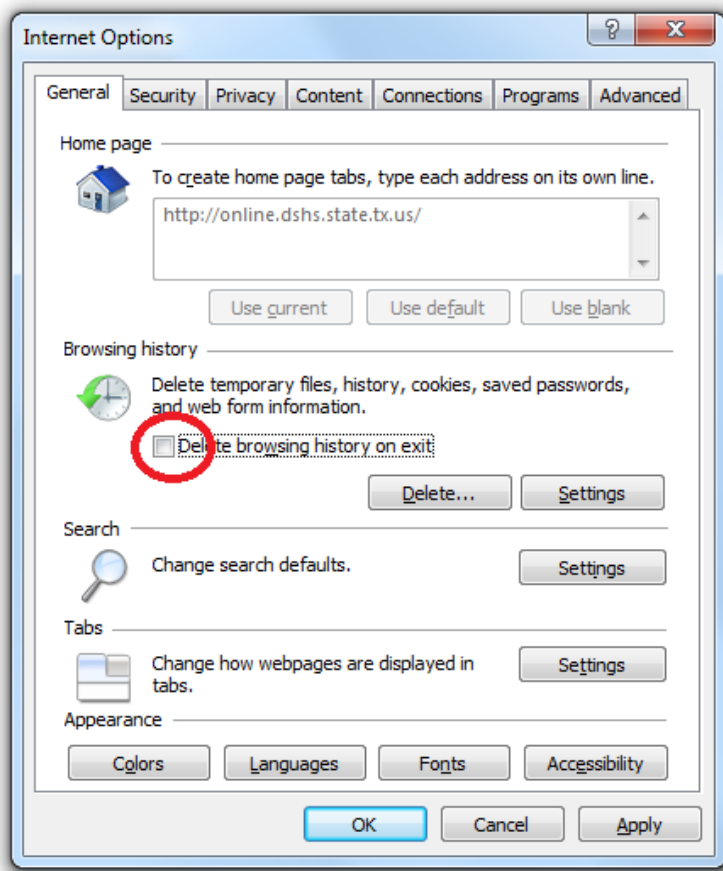 Internet Options
General Security Privacy Content Connections Programs Advanced
Home page
To create home page tabs, type each address on its own line.
http://online.dshs.state.tx.us/
Use current Use default Use blank
Browsing history
Delete temporary files, history, cookies, saved passwords,
and web form information.
Delete browsing history on exit
Delete... Settings
Search
Change search defaults. Settings
Tabs
Change how webpages are displayed in Settings
tabs.
Appearance
Colors Languages Fonts Accessibility
OK Cancel Apply